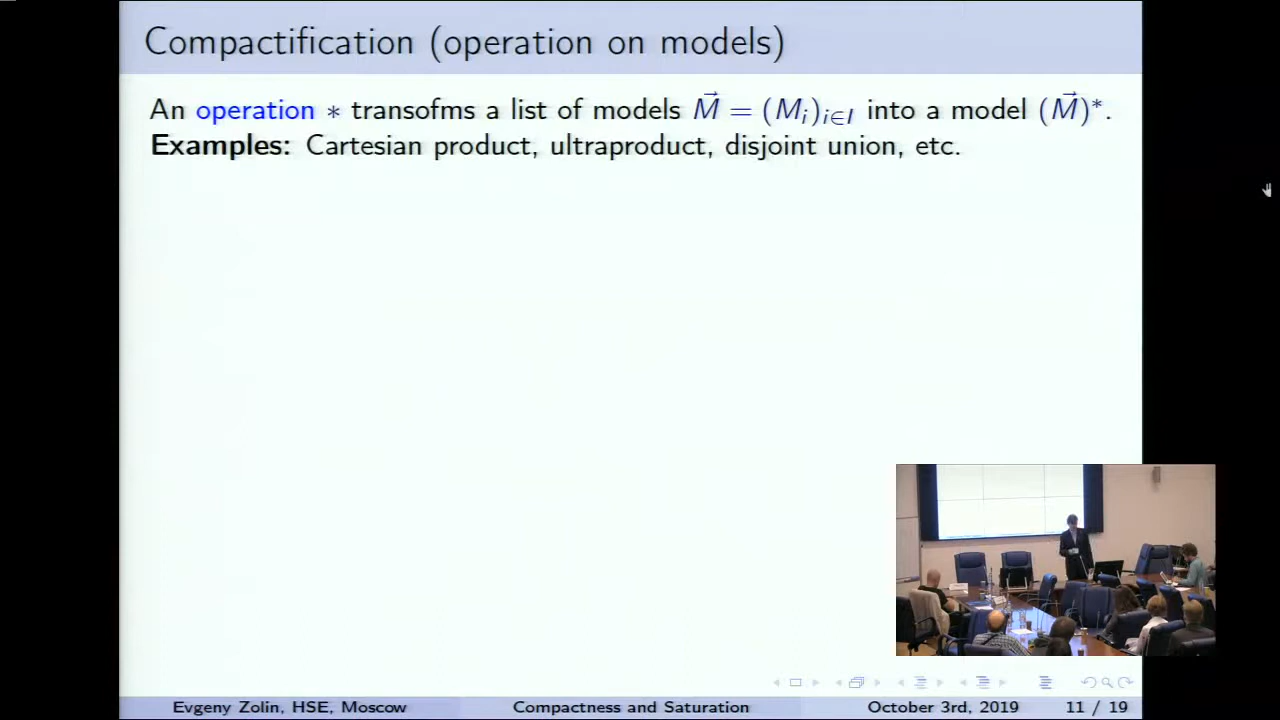 Compactification (operation on models)
An operation ∗ transofms a list of models M⃗ = (Mᵢ)ᵢ∈I into a model (M⃗)*.
Examples: Cartesian product, ultraproduct, disjoint union, etc.
Evgeny Zolin, HSE, Moscow Compactness and Saturation October 3rd, 2019 11 / 19